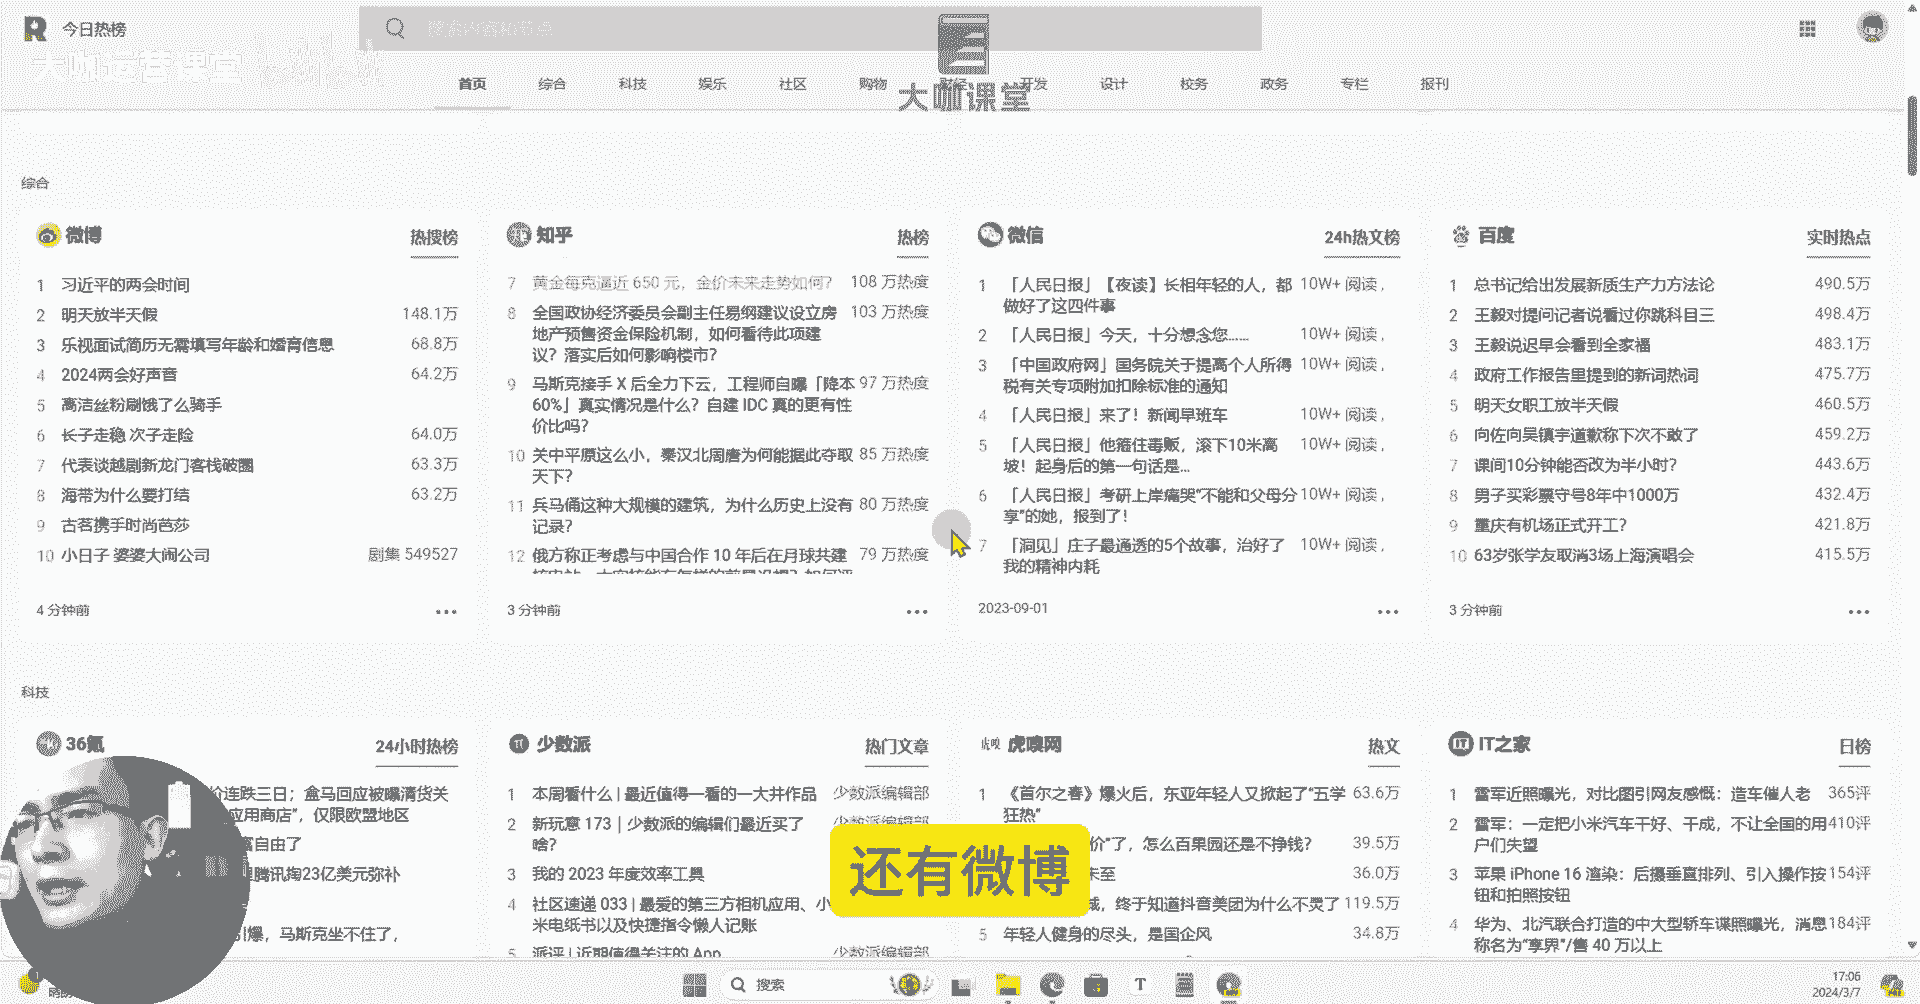 今日热榜
搜索内容和节点
大咖运营课堂
大咖课堂
首页 综合 科技 娱乐 社区 购物 财经 开发 设计 校务 政务 专栏 报刊
综合
微博 热搜榜
1 习近平的两会时间
2 明天放半天假 148.1万
3 乐视面试简历无需填写年龄和婚育信息 68.8万
4 2024两会好声音 64.2万
5 高洁丝粉刷饿了么骑手
6 长子走稳 次子走险 64.0万
7 代表谈越剧新龙门客栈破圈 63.3万
8 海带为什么要打结 63.2万
9 古茗携手时尚芭莎
10 小日子 婆婆大闹公司 剧集 549527
4 分钟前
知乎 热榜
7 黄金每克逼近 650 元，金价未来走势如何？ 108 万热度
8 全国政协经济委员会副主任易纲建议设立房 103 万热度
地产预售资金保险机制，如何看待此项建
议？落实后如何影响楼市？
9 马斯克接手 X 后全力下云，工程师自曝「降本 97 万热度
60%」真实情况是什么？自建 IDC 真的更有性
价比吗？
10 关中平原这么小，秦汉北周唐为何能据此夺取 85 万热度
天下？
11 兵马俑这种大规模的建筑，为什么历史上没有 80 万热度
记录？
12 俄方称正考虑与中国合作 10 年后在月球共建 79 万热度
3 分钟前
微信 24h热文榜
1 「人民日报」【夜读】长相年轻的人，都 10W+ 阅读 ,
做好了这四件事
2 「人民日报」今天，十分想念您…… 10W+ 阅读 ,
3 「中国政府网」国务院关于提高个人所得 10W+ 阅读 ,
税有关专项附加扣除标准的通知
4 「人民日报」来了！新闻早班车 10W+ 阅读 ,
5 「人民日报」他箍住毒贩，滚下10米高 10W+ 阅读 ,
坡！起身后的第一句话是…
6 「人民日报」考研上岸痛哭“不能和父母分 10W+ 阅读 ,
享”的她，报到了！
7 「洞见」庄子最通透的5个故事，治好了 10W+ 阅读 ,
我的精神内耗
2023-09-01
百度 实时热点
1 总书记给出发展新质生产力方法论 490.5万
2 王毅对提问记者说看过你跳科目三 498.4万
3 王毅说迟早会看到全家福 483.1万
4 政府工作报告里提到的新词热词 475.7万
5 明天女职工放半天假 460.5万
6 向佐向吴镇宇道歉称下次不敢了 459.2万
7 课间10分钟能否改为半小时？ 443.6万
8 男子买彩票守号8年中1000万 432.4万
9 重庆有机场正式开工？ 421.8万
10 63岁张学友取消3场上海演唱会 415.5万
3 分钟前
科技
36氪 24小时热榜
价连跌三日；盒马回应被曝清货关
应用商店”，仅限欧盟地区
富自由了
腾讯掏23亿美元弥补
引爆，马斯克坐不住了，
少数派 热门文章
1 本周看什么 | 最近值得一看的一大并作品 少数派编辑部
2 新玩意 173｜少数派的编辑们最近买了 少数派编辑部
啥？
3 我的 2023 年度效率工具
4 社区速递 033 | 最爱的第三方相机应用、小
米电纸书以及快捷指令懒人记账
5 派评 | 近期值得关注的 App 少数派编辑部
虎嗅网 热文
1 《首尔之春》爆火后，东亚年轻人又掀起了“五学 63.6万
狂热”
价”了，怎么百果园还是不挣钱？ 39.5万
未至 36.0万
城，终于知道抖音美团为什么不灵了 119.5万
5 年轻人健身的尽头，是国企风 34.8万
IT之家 日榜
1 雷军近照曝光，对比图引网友感慨：造车催人老 365评
2 雷军：一定把小米汽车干好、干成，不让全国的用 410评
户们失望
3 苹果 iPhone 16 渲染：后摄垂直排列、引入操作按 154评
钮和拍照按钮
4 华为、北汽联合打造的中大型轿车谍照曝光，消息 184评
称名为“享界”/售 40 万以上
还有微博
搜索
17:06
2024/3/7